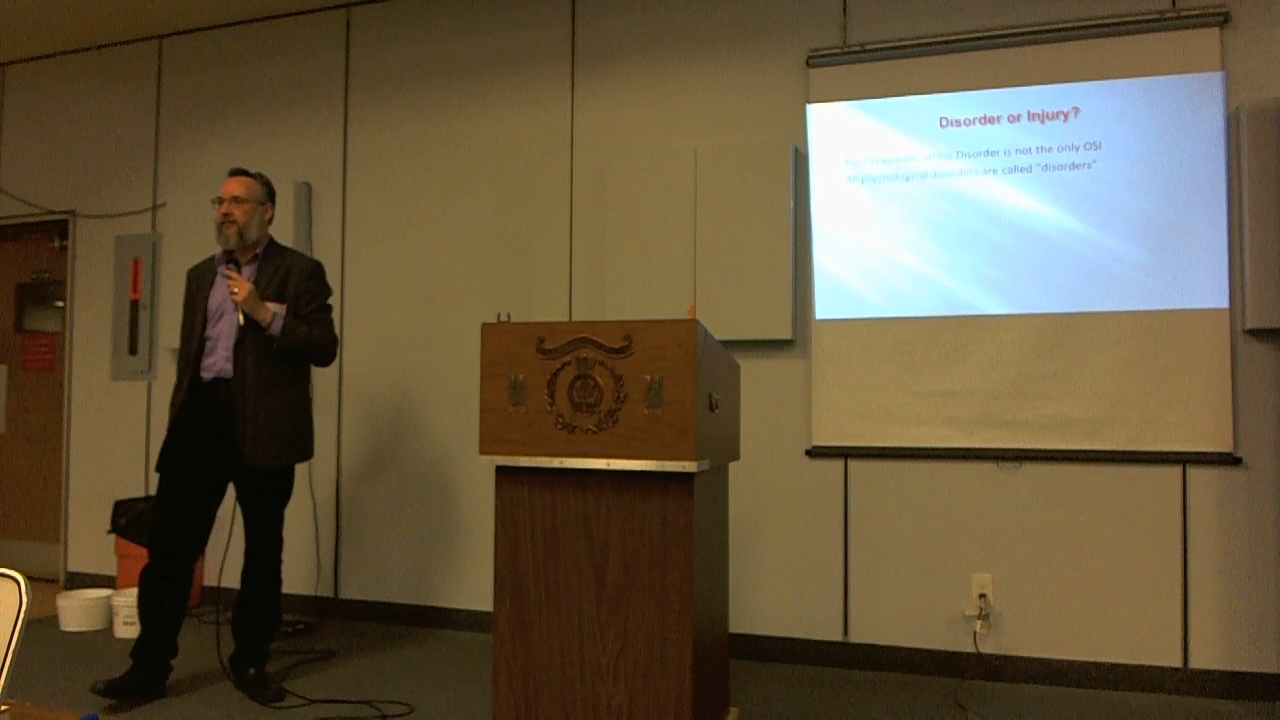 Disorder or Injury?
Post Traumatic Stress Disorder is not the only OSI
All psychological disorders are called "disorders"